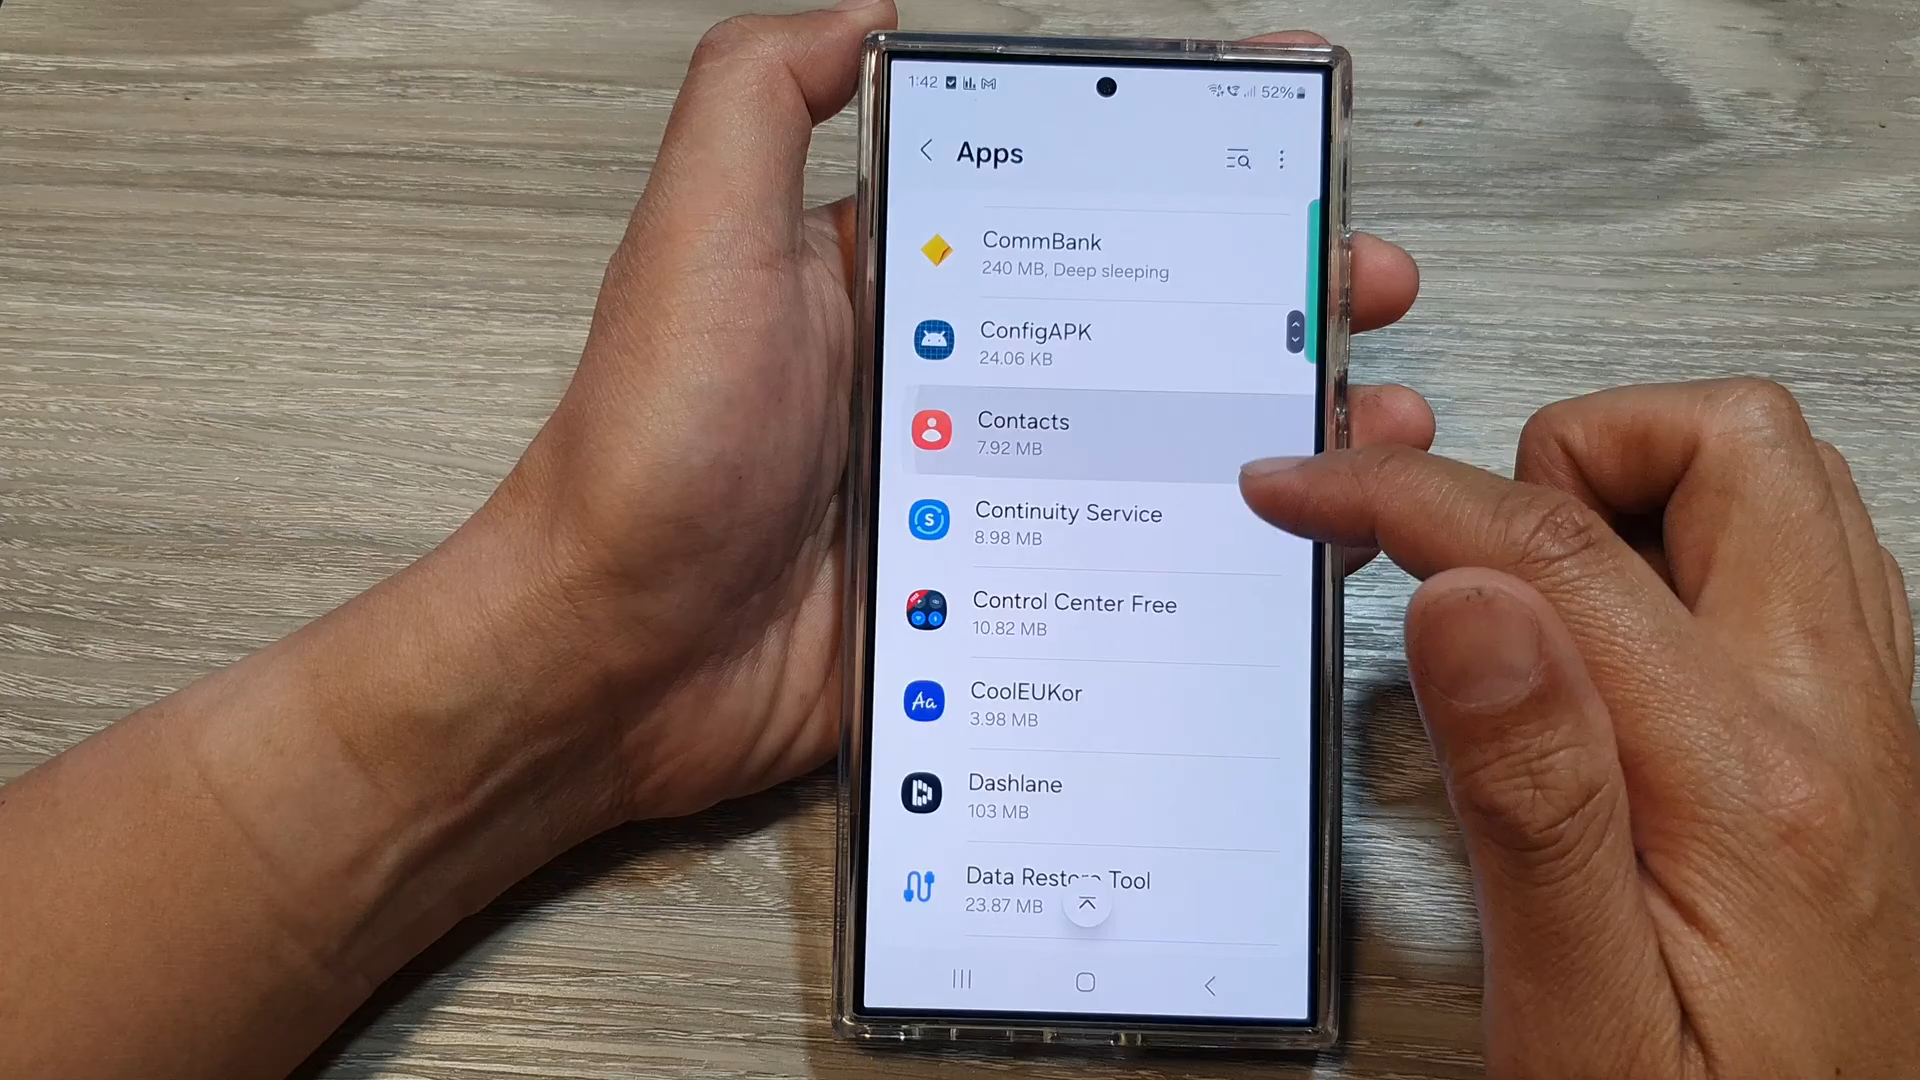 1:42
52%
Apps
CommBank
240 MB, Deep sleeping
ConfigAPK
24.06 KB
Contacts
7.92 MB
S
Continuity Service
8.98 MB
Control Center Free
10.82 MB
Aa
CoolEUKor
3.98 MB
Dashlane
103 MB
Data Restore Tool
23.87 MB